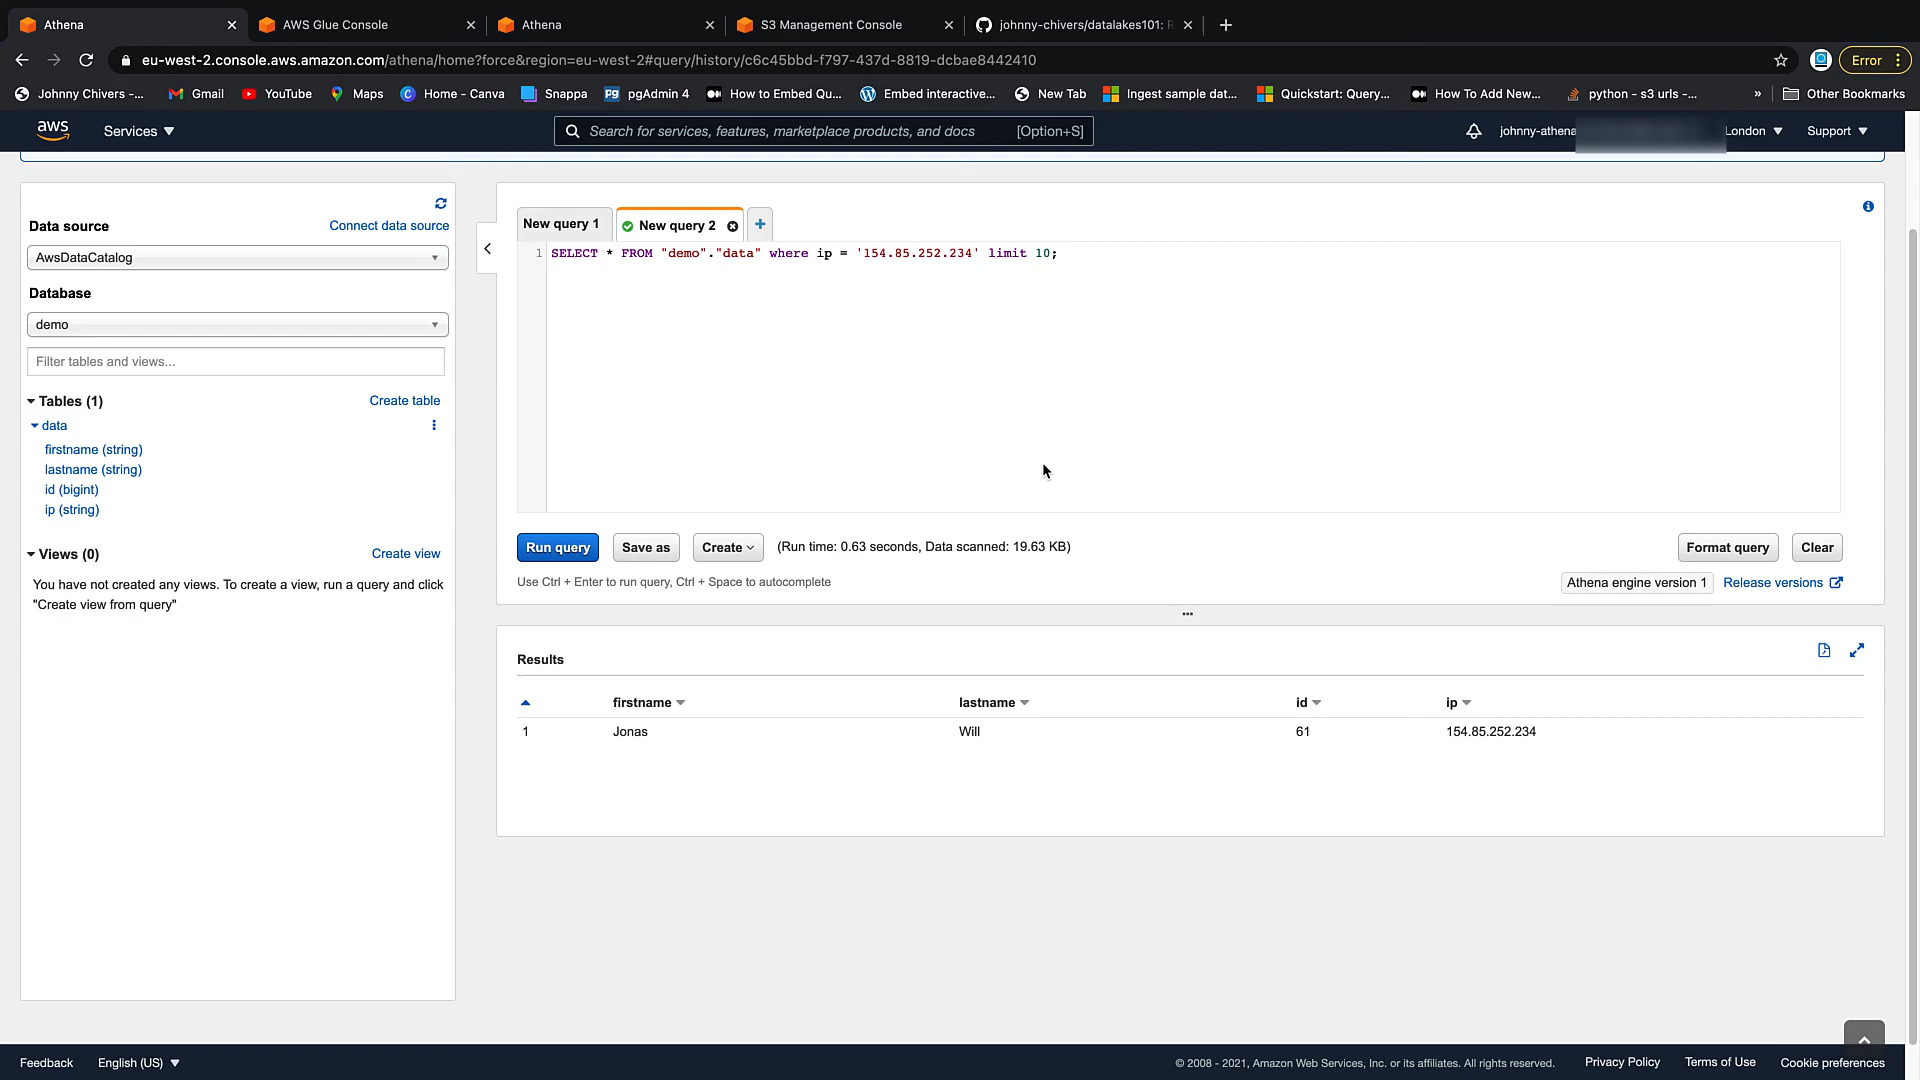 Athena
AWS Glue Console
Athena
S3 Management Console
johnny-chivers/datalakes101: R
eu-west-2.console.aws.amazon.com/athena/home?force&region=eu-west-2#query/history/c6c45bbd-f797-437d-8819-dcbae8442410
Error
Johnny Chivers -...
Gmail
YouTube
Maps
Home - Canva
Snappa
pgAdmin 4
How to Embed Qu...
Embed interactive...
New Tab
Ingest sample dat...
Quickstart: Query...
How To Add New...
python - s3 urls -...
»
Other Bookmarks
aws
Services
Search for services, features, marketplace products, and docs [Option+S]
johnny-athena
London
Support
Data source
Connect data source
AwsDataCatalog
Database
demo
Filter tables and views...
Tables (1)
Create table
data
firstname (string)
lastname (string)
id (bigint)
ip (string)
Views (0)
Create view
You have not created any views. To create a view, run a query and click
"Create view from query"
New query 1
New query 2
1 SELECT * FROM "demo"."data" where ip = '154.85.252.234' limit 10;
Run query
Save as
Create
(Run time: 0.63 seconds, Data scanned: 19.63 KB)
Format query
Clear
Use Ctrl + Enter to run query, Ctrl + Space to autocomplete
Athena engine version 1
Release versions
Results
firstname lastname id ip
1 Jonas Will 61 154.85.252.234
Feedback
English (US)
© 2008 - 2021, Amazon Web Services, Inc. or its affiliates. All rights reserved.
Privacy Policy
Terms of Use
Cookie preferences